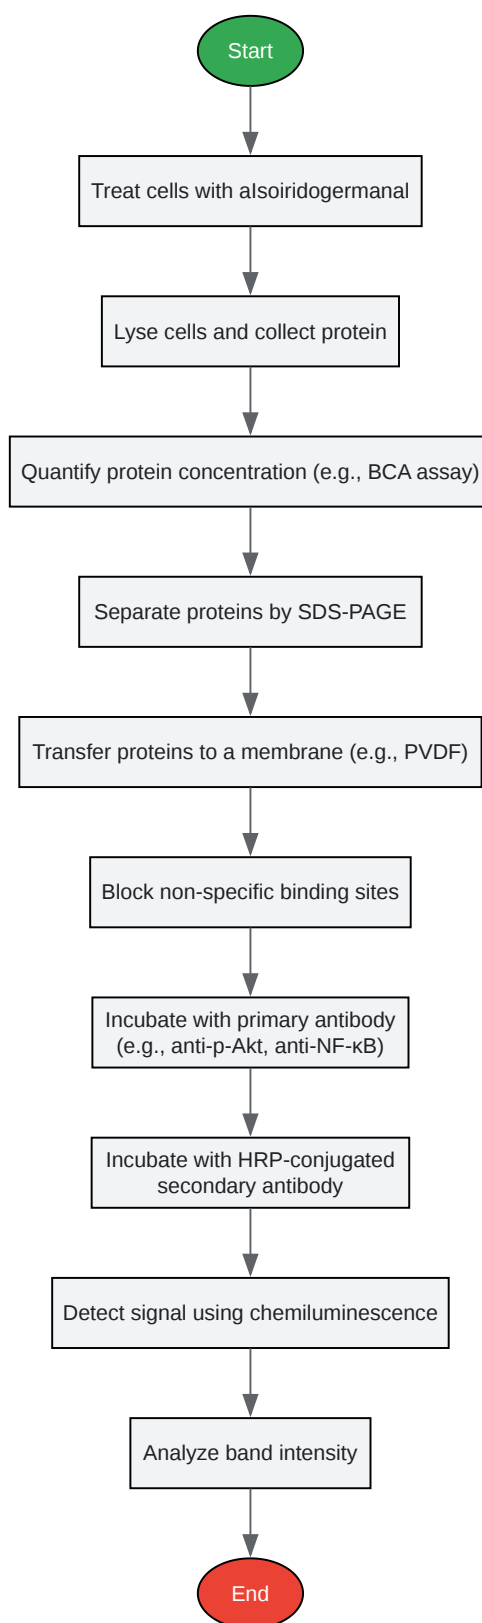 Start
Treat cells with aIsoiridogermanal
Lyse cells and collect protein
Quantify protein concentration (e.g., BCA assay)
Separate proteins by SDS-PAGE
Transfer proteins to a membrane (e.g., PVDF)
Block non-specific binding sites
Incubate with primary antibody
(e.g., anti-p-Akt, anti-NF-κB)
Incubate with HRP-conjugated
secondary antibody
Detect signal using chemiluminescence
Analyze band intensity
End